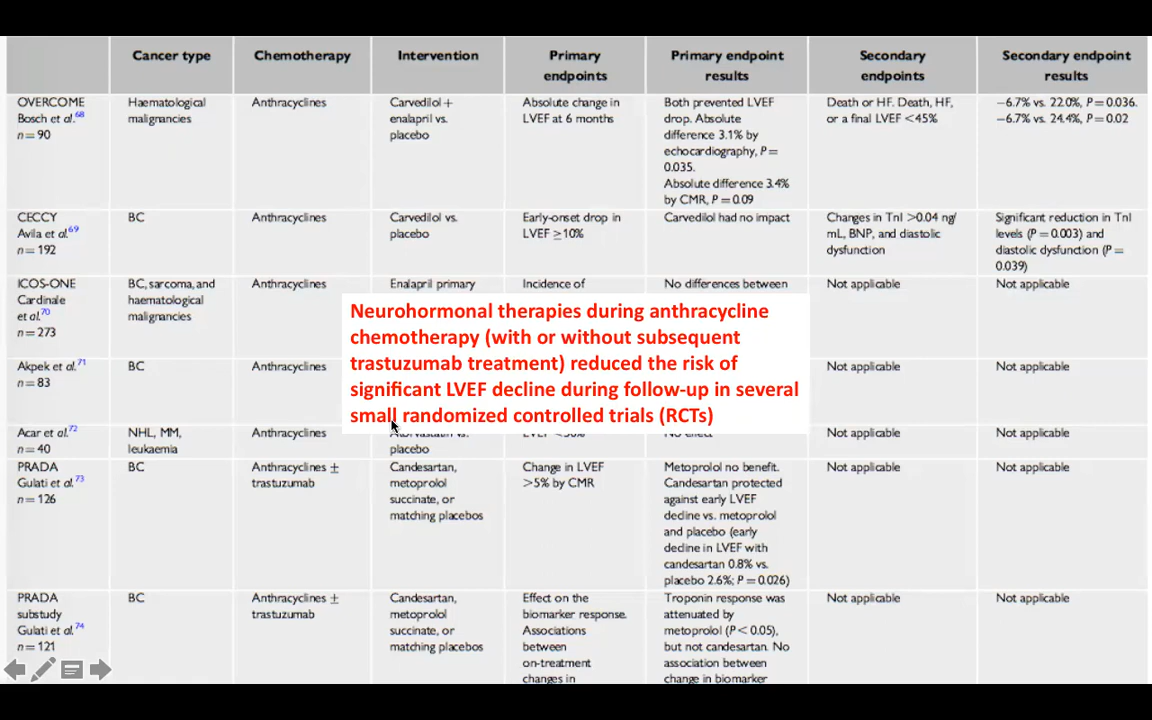 Cancer type
Chemotherapy
Intervention
Primary
endpoints
Primary endpoint
results
Secondary
endpoints
Secondary endpoint
results
OVERCOME
Bosch et al.68
n = 90
Haematological
malignancies
Anthracyclines
Carvedilol +
enalapril vs.
placebo
Absolute change in
LVEF at 6 months
Both prevented LVEF
drop. Absolute
difference 3.1% by
echocardiography, P =
0.035.
Absolute difference 3.4%
by CMR, P = 0.09
Death or HF. Death, HF,
or a final LVEF <45%
−6.7% vs. 22.0%, P = 0.036.
−6.7% vs. 24.4%, P = 0.02
CECCY
Avila et al.69
n = 192
BC
Anthracyclines
Carvedilol vs.
placebo
Early-onset drop in
LVEF ≥10%
Carvedilol had no impact
Changes in TnI >0.04 ng/
mL, BNP, and diastolic
dysfunction
Significant reduction in TnI
levels (P = 0.003) and
diastolic dysfunction (P =
0.039)
ICOS-ONE
Cardinale
et al.70
n = 273
BC, sarcoma, and
haematological
malignancies
Anthracyclines
Enalapril primary
Incidence of
No differences between
Not applicable
Not applicable
Neurohormonal therapies during anthracycline
chemotherapy (with or without subsequent
trastuzumab treatment) reduced the risk of
significant LVEF decline during follow-up in several
small randomized controlled trials (RCTs)
Akpek et al.71
n = 83
BC
Anthracyclines
Not applicable
Not applicable
Acar et al.72
n = 40
NHL, MM,
leukaemia
Anthracyclines
placebo
Not applicable
Not applicable
PRADA
Gulati et al.73
n = 126
BC
Anthracyclines ±
trastuzumab
Candesartan,
metoprolol
succinate, or
matching placebos
Change in LVEF
>5% by CMR
Metoprolol no benefit.
Candesartan protected
against early LVEF
decline vs. metoprolol
and placebo (early
decline in LVEF with
candesartan 0.8% vs.
placebo 2.6%; P = 0.026)
Not applicable
Not applicable
PRADA
substudy
Gulati et al.74
n = 121
BC
Anthracyclines ±
trastuzumab
Candesartan,
metoprolol
succinate, or
matching placebos
Effect on the
biomarker response.
Associations
between
on-treatment
changes in
Troponin response was
attenuated by
metoprolol (P < 0.05),
but not candesartan. No
association between
change in biomarker
Not applicable
Not applicable